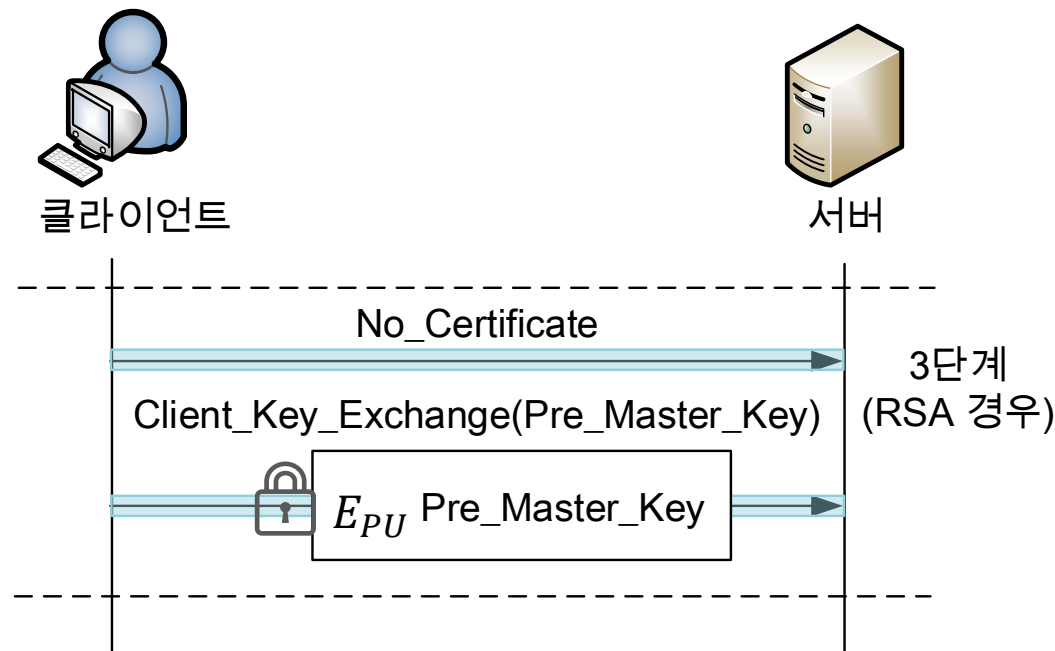 클라이언트
서버
No_Certificate
3단계
(RSA 경우)
Client_Key_Exchange(Pre_Master_Key)
E_PU Pre_Master_Key